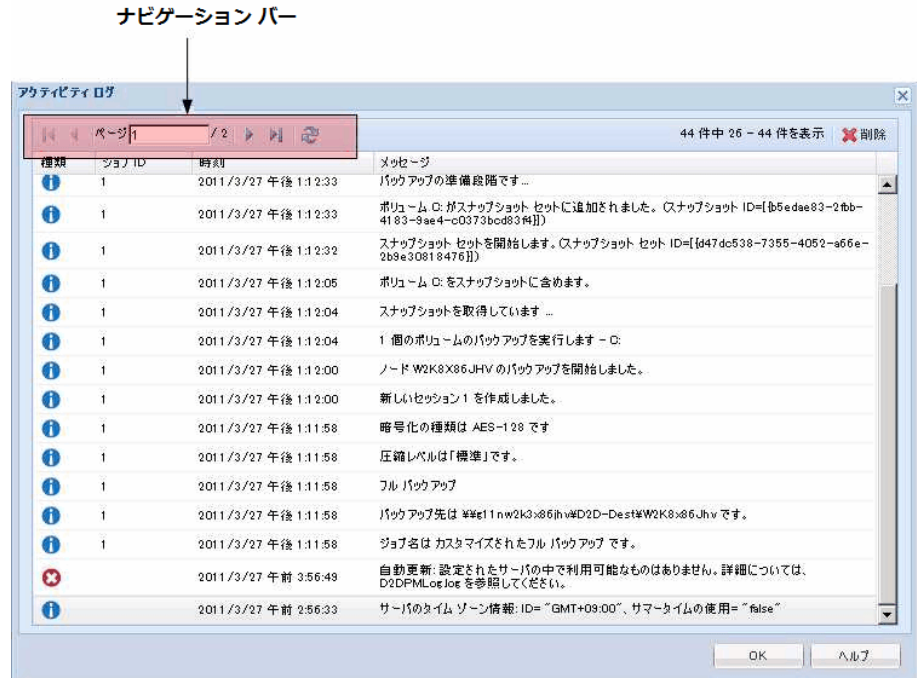 ナビゲーション バー
アクティビティ ログ
ページ 1 / 2
44 件中 26 - 44 件を表示
削除
種類 ジョブ ID 時刻 メッセージ
1 2011/3/27 午後 1:12:33 バックアップの準備段階です...
1 2011/3/27 午後 1:12:33 ボリューム C: がスナップショット セットに追加されました。(スナップショット ID=[{b5edae83-2fbb-
4183-9ae4-c0373bcd83f4}])
1 2011/3/27 午後 1:12:32 スナップショット セットを開始します。(スナップショット セット ID=[{d47dc538-7355-4052-a66e-
2b9e30818476}])
1 2011/3/27 午後 1:12:05 ボリューム C: をスナップショットに含めます。
1 2011/3/27 午後 1:12:04 スナップショットを取得しています ...
1 2011/3/27 午後 1:12:04 1 個のボリュームのバックアップを実行します - C:
1 2011/3/27 午後 1:12:00 ノード W2K8X86JHV のバックアップを開始しました。
1 2011/3/27 午後 1:12:00 新しいセッション 1 を作成しました。
1 2011/3/27 午後 1:11:58 暗号化の種類は AES-128 です
1 2011/3/27 午後 1:11:58 圧縮レベルは「標準」です。
1 2011/3/27 午後 1:11:58 フル バックアップ
1 2011/3/27 午後 1:11:58 バックアップ先は ¥¥g11nw2k3x86jhv¥D2D-Dest¥W2K8x86Jhv です。
1 2011/3/27 午後 1:11:58 ジョブ名は カスタマイズされたフル バックアップ です。
2011/3/27 午前 3:56:49 自動更新: 設定されたサーバの中で利用可能なものはありません。詳細については、
D2DPMLog.log を参照してください。
2011/3/27 午前 2:56:33 サーバのタイム ゾーン情報: ID= "GMT+09:00"、サマータイムの使用= "false"
OK ヘルプ